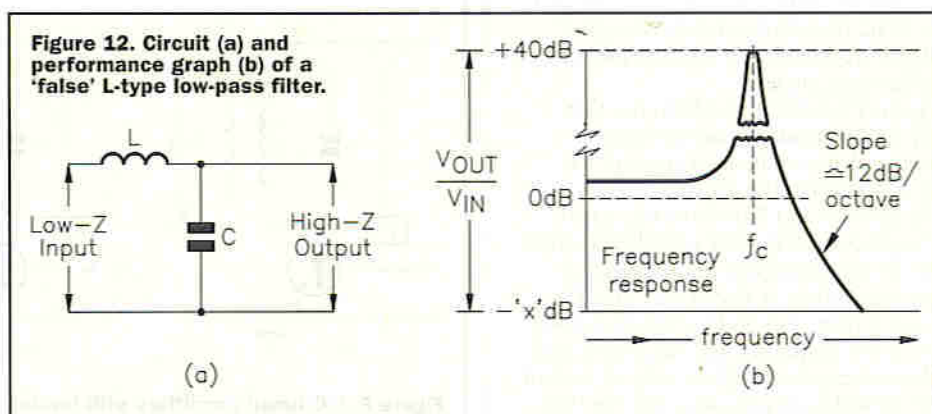 Figure 12. Circuit (a) and
performance graph (b) of a
'false' L-type low-pass filter.
L
Low-Z
Input
C
High-Z
Output
(a)
+40dB
VOUT
VIN
0dB
-'x'dB
Slope
≏12dB/
octave
Frequency
response
fc
frequency
(b)